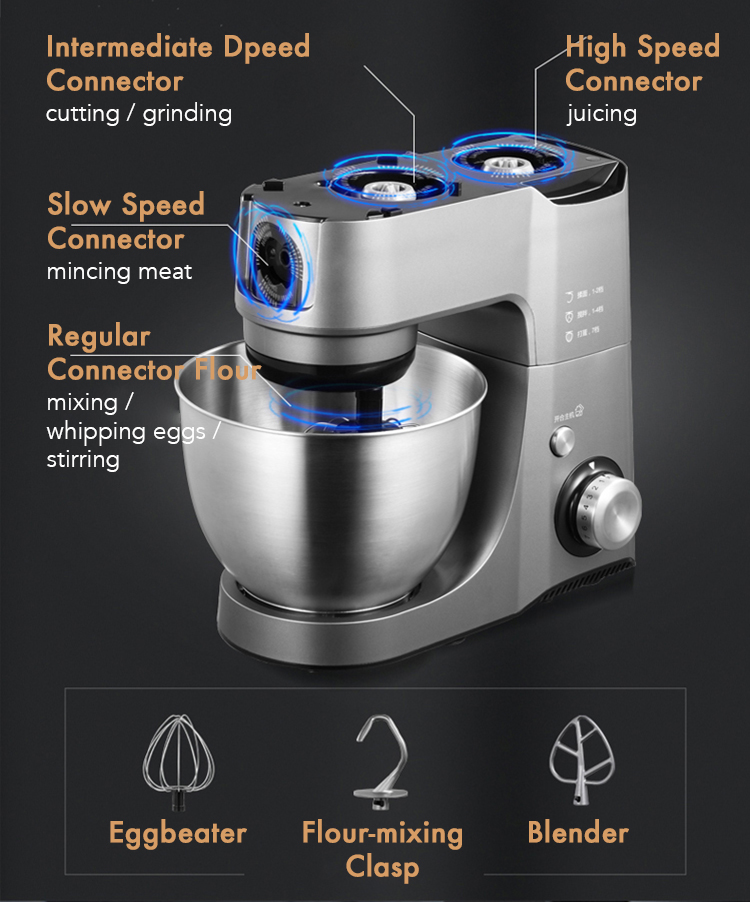 Intermediate Dpeed
Connector
cutting / grinding
High Speed
Connector
juicing
Slow Speed
Connector
mincing meat
Regular
Connector Flour
mixing /
whipping eggs /
stirring
Eggbeater
Flour-mixing
Clasp
Blender